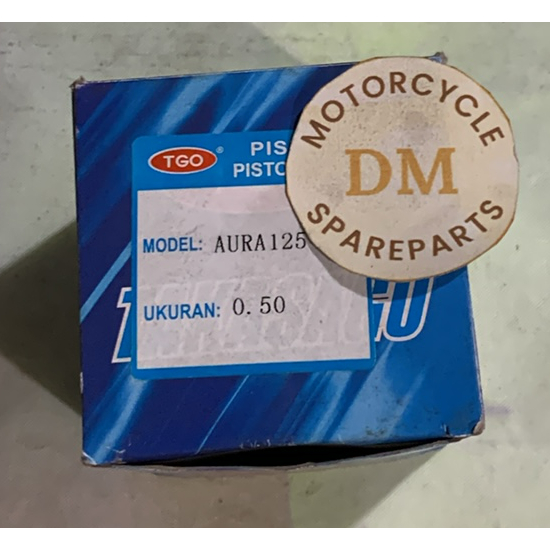 TGO
PIS
PISTO
MODEL: AURA125
UKURAN: 0.50
MOTORCYCLE
DM
SPAREPARTS